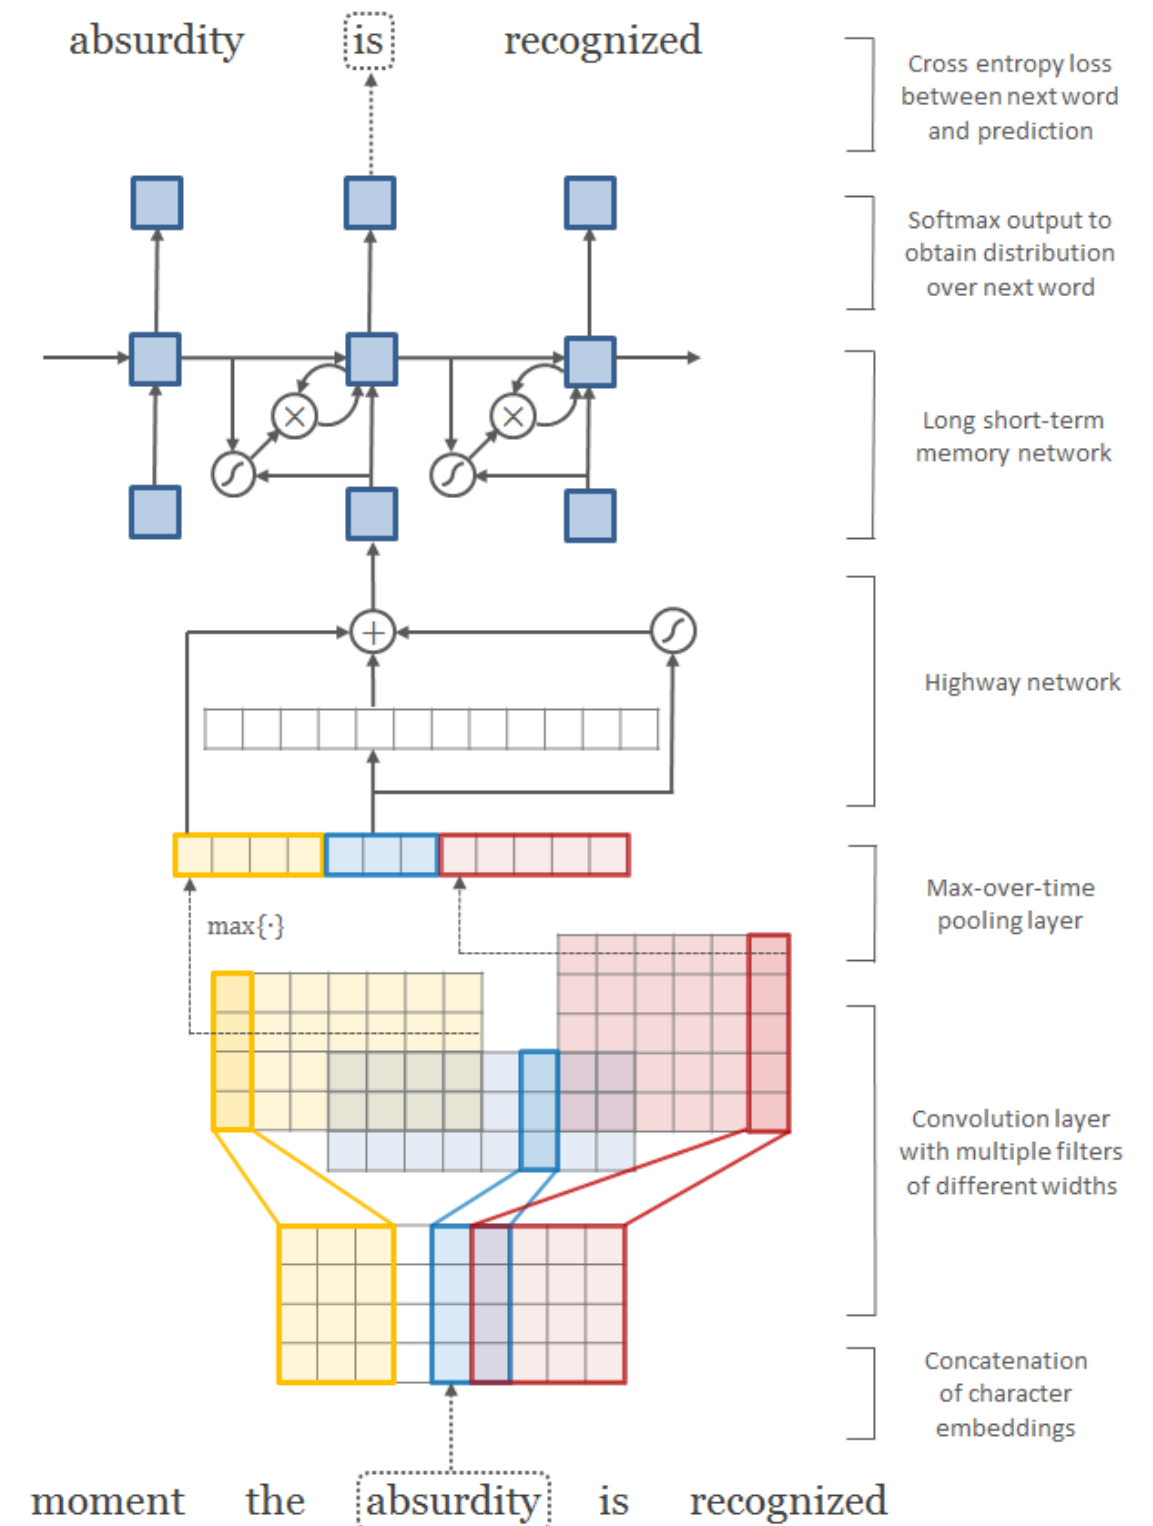 absurdity is recognized
Cross entropy loss
between next word
and prediction
Softmax output to
obtain distribution
over next word
Long short-term
memory network
Highway network
Max-over-time
pooling layer
max{·}
Convolution layer
with multiple filters
of different widths
Concatenation
of character
embeddings
moment the absurdity is recognized